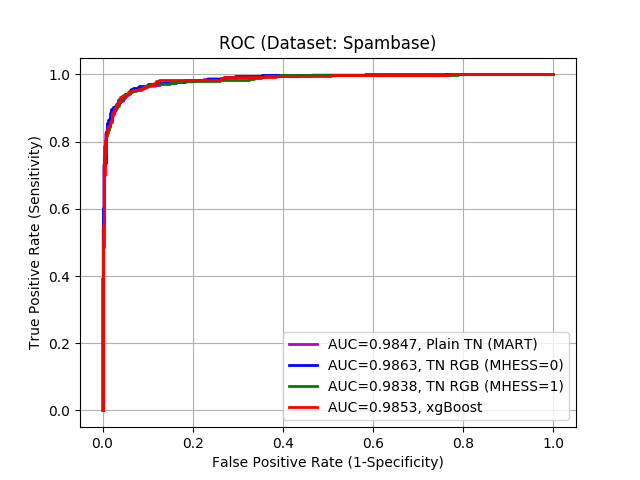 ROC (Dataset: Spambase)
True Positive Rate (Sensitivity)
1.0
0.8
0.6
0.4
0.2
0.0
AUC=0.9847, Plain TN (MART)
AUC=0.9863, TN RGB (MHESS=0)
AUC=0.9838, TN RGB (MHESS=1)
AUC=0.9853, xgBoost
0.0 0.2 0.4 0.6 0.8 1.0
False Positive Rate (1-Specificity)